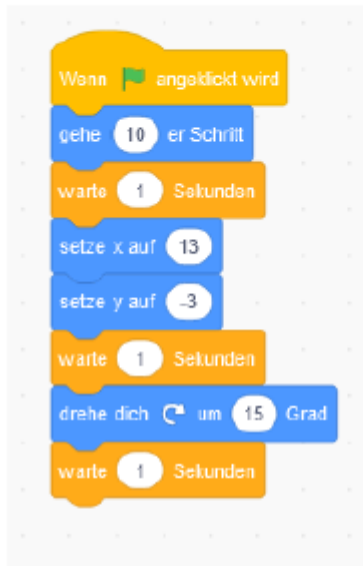 Wenn angeklickt wird
gehe 10 er Schritt
warte 1 Sekunden
setze x auf 13
setze y auf -3
warte 1 Sekunden
drehe dich um 15 Grad
warte 1 Sekunden